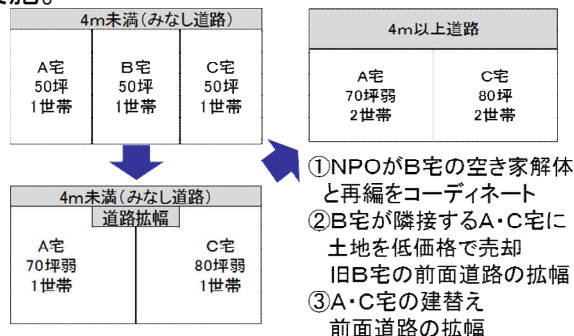 4m未満(みなし道路)
A宅 B宅 C宅
50坪 50坪 50坪
1世帯 1世帯 1世帯
4m以上道路
A宅 C宅
70坪弱 80坪
2世帯 2世帯
4m未満(みなし道路)
道路拡幅
A宅 C宅
70坪弱 80坪弱
1世帯 1世帯
①NPOがB宅の空き家解体
と再編をコーディネート
②B宅が隣接するA・C宅に
土地を低価格で売却
旧B宅の前面道路の拡幅
③A・C宅の建替え
前面道路の拡幅